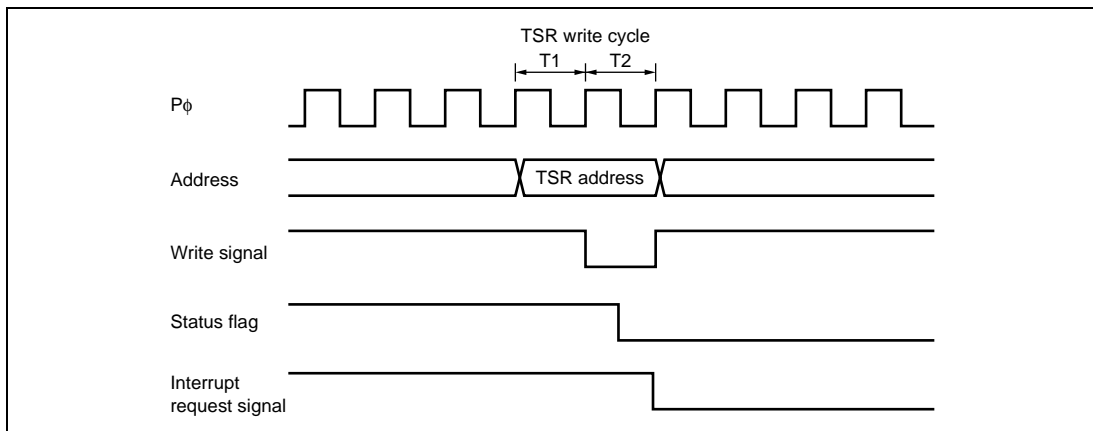 TSR write cycle
T1 T2
Pφ
Address
TSR address
Write signal
Status flag
Interrupt
request signal